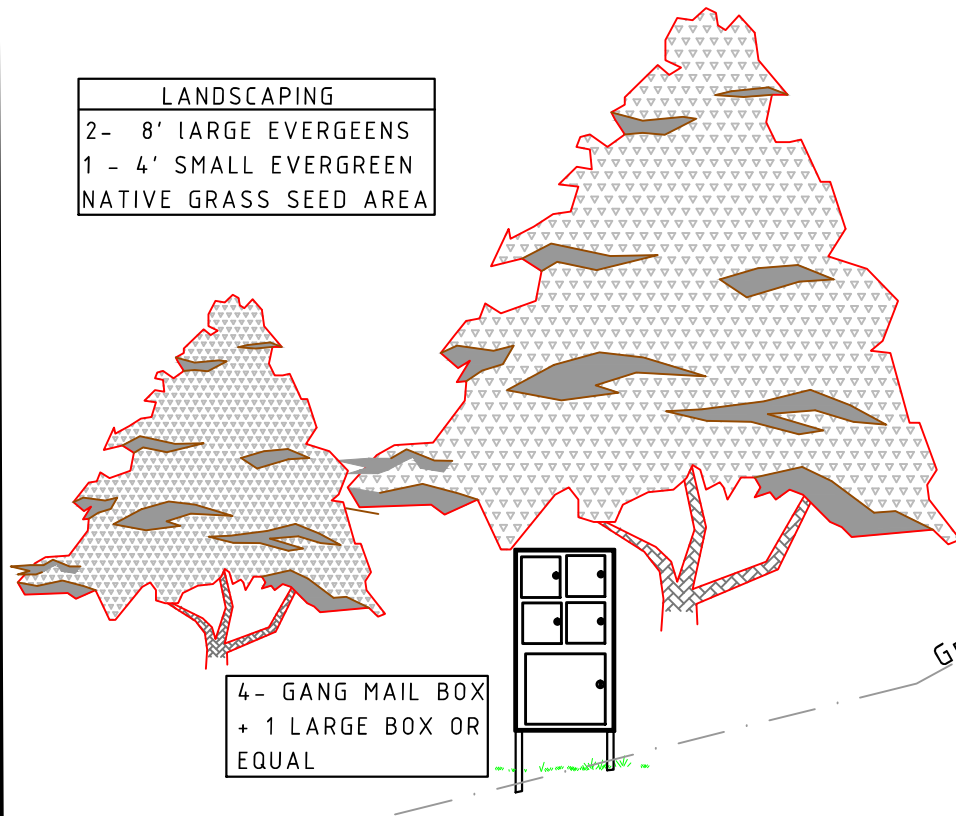 LANDSCAPING
2- 8' lARGE EVERGEENS
1 - 4' SMALL EVERGREEN
NATIVE GRASS SEED AREA
4- GANG MAIL BOX
+ 1 LARGE BOX OR
EQUAL